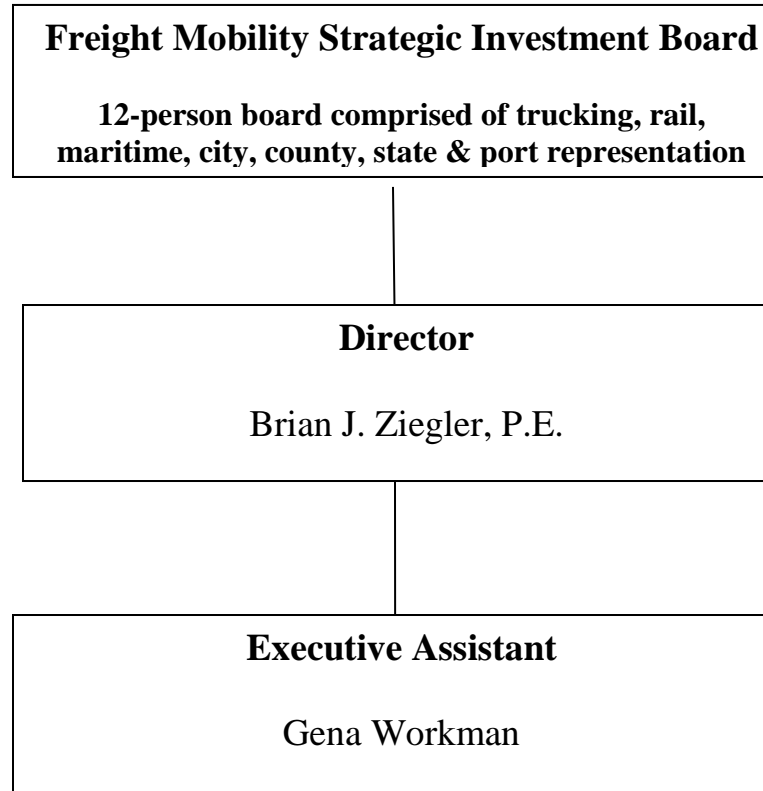 Freight Mobility Strategic Investment Board
12-person board comprised of trucking, rail,
maritime, city, county, state & port representation
Director
Brian J. Ziegler, P.E.
Executive Assistant
Gena Workman